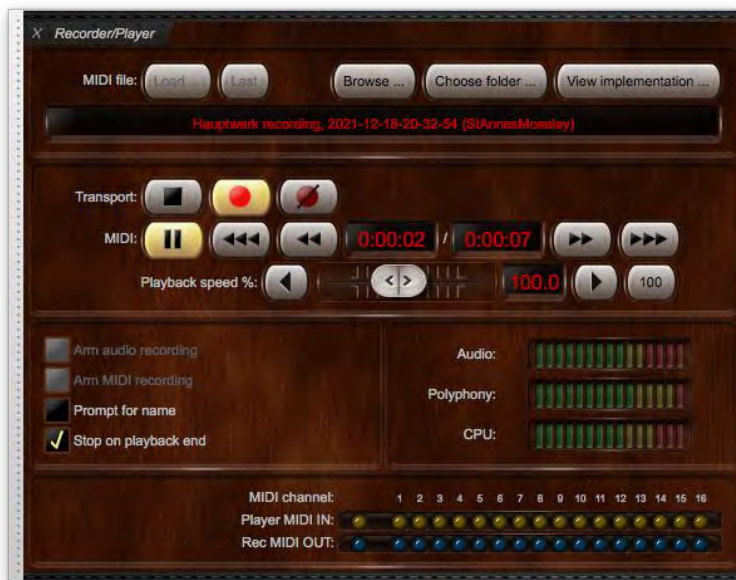 X Recorder/Player
MIDI file: Load ... Last Browse ... Choose folder ... View implementation ...
Hauptwerk recording, 2021-12-18-20-32-54 (StAnnesMoseley)
Transport:
MIDI: 0:00:02 / 0:00:07
Playback speed %: 100.0 100
Arm audio recording
Arm MIDI recording
Prompt for name
Stop on playback end
Audio:
Polyphony:
CPU:
MIDI channel: 1 2 3 4 5 6 7 8 9 10 11 12 13 14 15 16
Player MIDI IN:
Rec MIDI OUT: